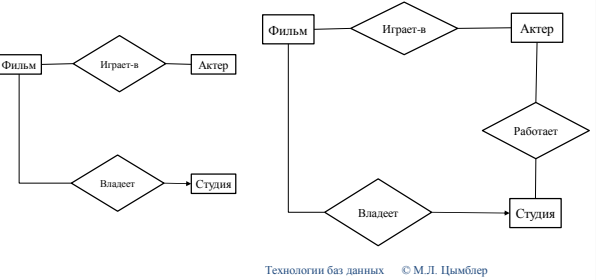 Фильм
Играет-в
Актер
Владеет
Студия
Фильм
Играет-в
Актер
Работает
Владеет
Студия
Технологии баз данных © М.Л. Цымблер